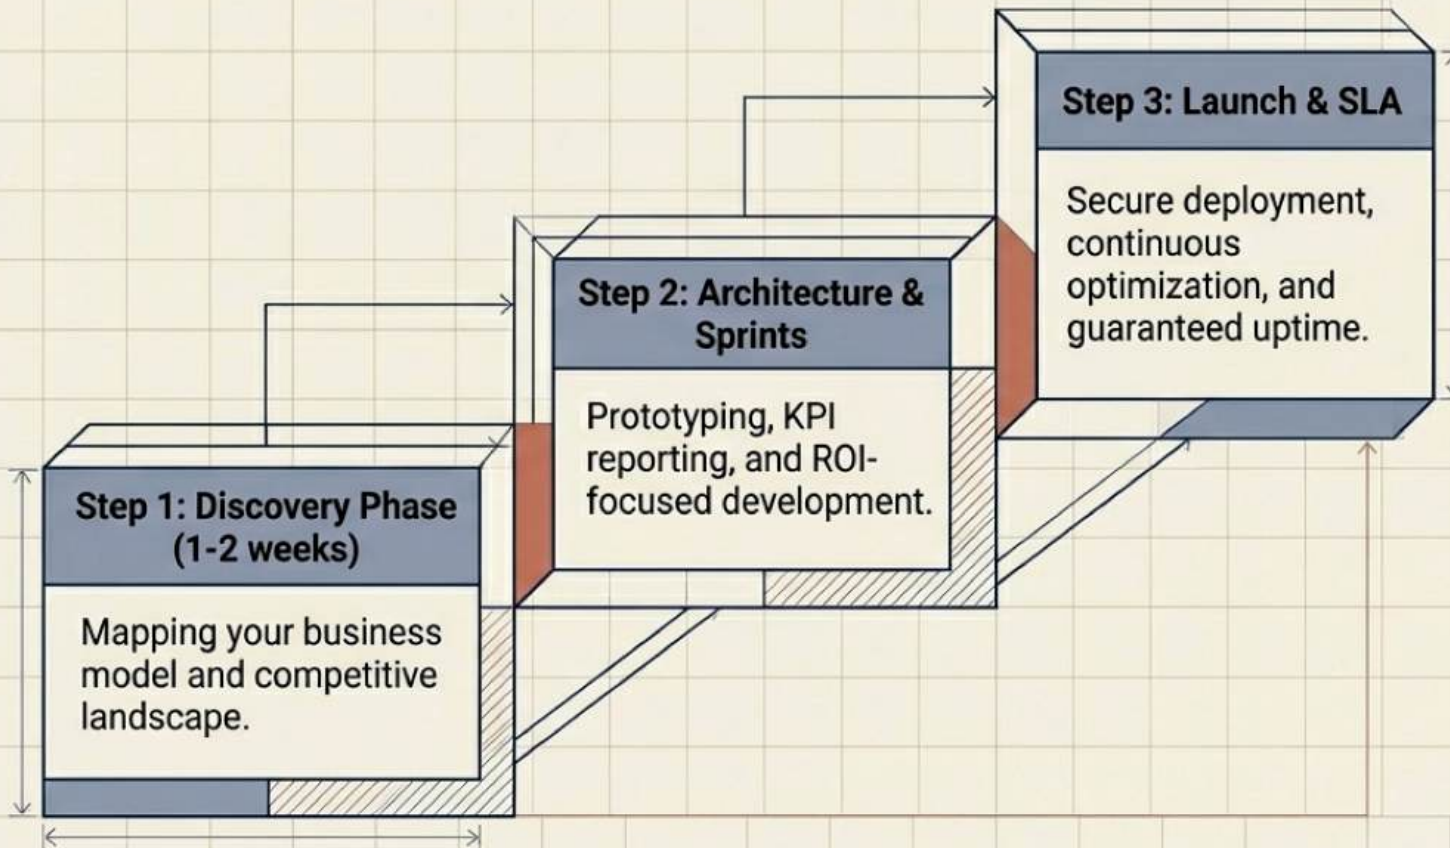 Step 1: Discovery Phase
(1-2 weeks)
Mapping your business
model and competitive
landscape.
Step 2: Architecture &
Sprints
Prototyping, KPI
reporting, and ROI-
focused development.
Step 3: Launch & SLA
Secure deployment,
continuous
optimization, and
guaranteed uptime.